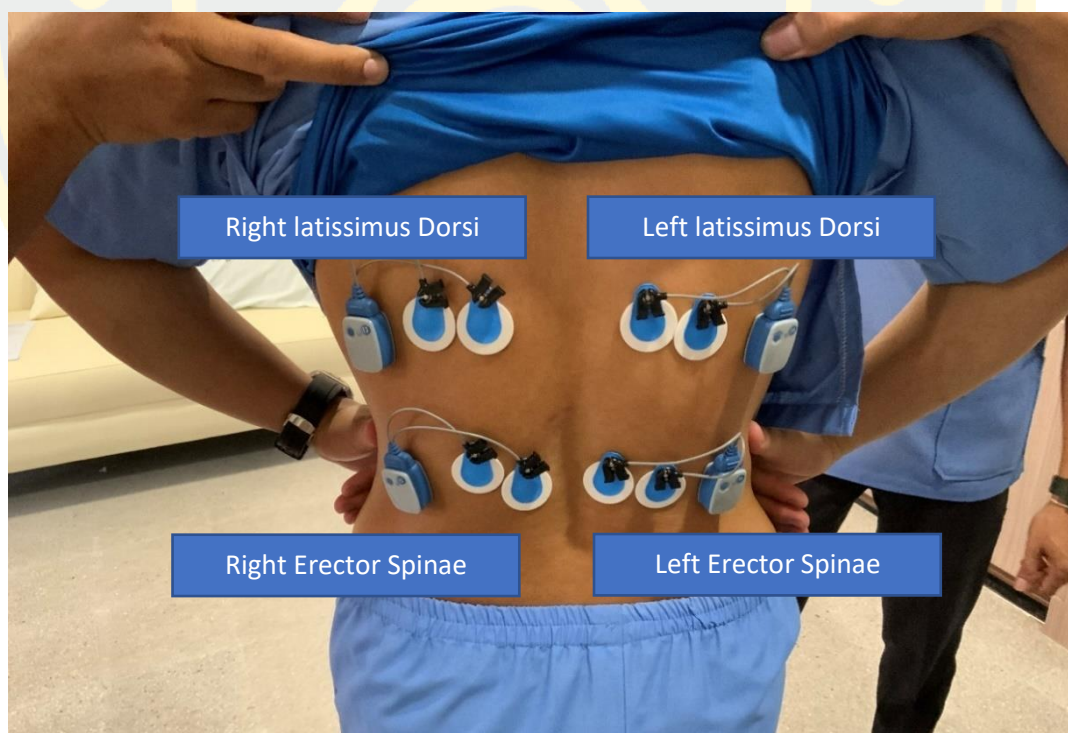 Right latissimus Dorsi
Left latissimus Dorsi
Right Erector Spinae
Left Erector Spinae